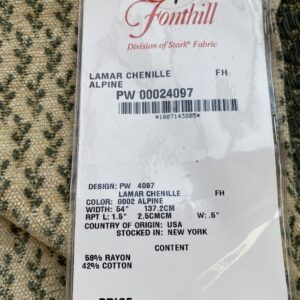 Fonthill
Division of Stark® Fabric
LAMAR CHENILLE FH
ALPINE
PW 00024097
*1007143805*
DESIGN: PW 4097
LAMAR CHENILLE FH
COLOR: 0002 ALPINE
WIDTH: 54" 137.2CM
RPT L: 1.5" 2.5CMCM W: .5"
COUNTRY OF ORIGIN: USA
STOCKED IN: NEW YORK
CONTENT
58% RAYON
42% COTTON